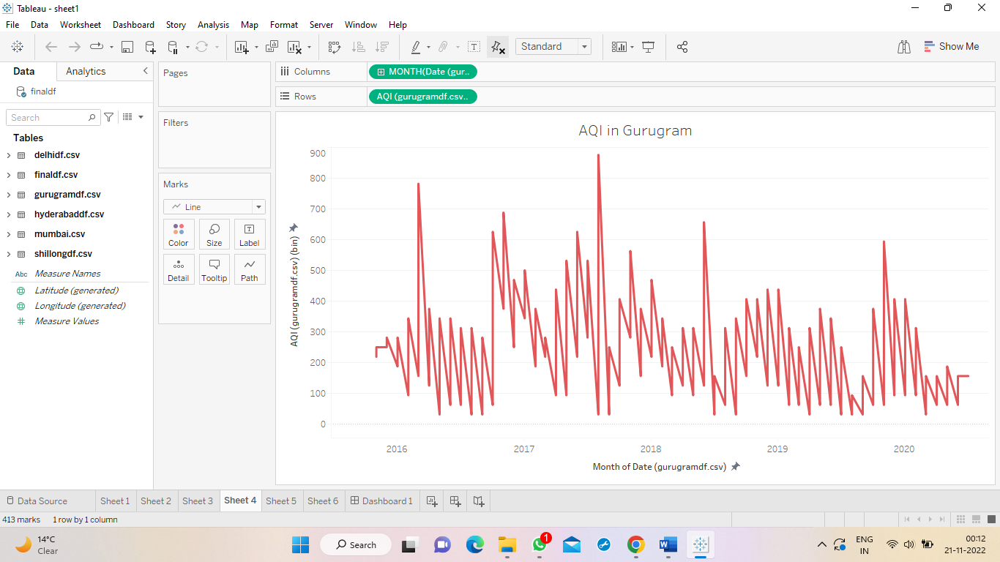 Tableau - sheet1
File Data Worksheet Dashboard Story Analysis Map Format Server Window Help
Standard
Show Me
Data Analytics
finaldf
Search
Tables
delhidf.csv
finaldf.csv
gurugramdf.csv
hyderabaddf.csv
mumbai.csv
shillongdf.csv
Abc Measure Names
Latitude (generated)
Longitude (generated)
# Measure Values
Pages
Filters
Marks
Line
Color Size Label
Detail Tooltip Path
Columns MONTH(Date (gur..
Rows AQI (gurugramdf.csv..
AQI in Gurugram
AQI (gurugramdf.csv) (bin)
900
800
700
600
500
400
300
200
100
0
2016 2017 2018 2019 2020
Month of Date (gurugramdf.csv)
Data Source Sheet 1 Sheet 2 Sheet 3 Sheet 4 Sheet 5 Sheet 6 Dashboard 1
413 marks 1 row by 1 column
14°C
Clear
Search
1
ENG
IN
00:12
21-11-2022